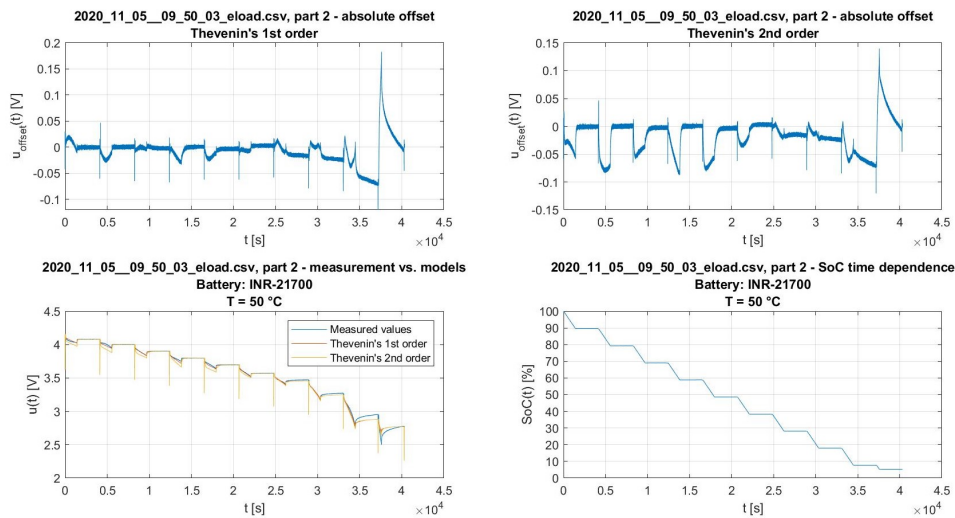 2020_11_05__09_50_03_eload.csv, part 2 - absolute offset
Thevenin's 1st order
0.2
0.15
0.1
0.05
0
-0.05
-0.1
u_offset(t) [V]
0 0.5 1 1.5 2 2.5 3 3.5 4 4.5
t [s]
×10^4
2020_11_05__09_50_03_eload.csv, part 2 - absolute offset
Thevenin's 2nd order
0.15
0.1
0.05
0
-0.05
-0.1
-0.15
u_offset(t) [V]
0 0.5 1 1.5 2 2.5 3 3.5 4 4.5
t [s]
×10^4
2020_11_05__09_50_03_eload.csv, part 2 - measurement vs. models
Battery: INR-21700
T = 50 °C
4.5
4
3.5
3
2.5
2
u(t) [V]
Measured values
Thevenin's 1st order
Thevenin's 2nd order
0 0.5 1 1.5 2 2.5 3 3.5 4 4.5
t [s]
×10^4
2020_11_05__09_50_03_eload.csv, part 2 - SoC time dependence
Battery: INR-21700
T = 50 °C
100
90
80
70
60
50
40
30
20
10
0
SoC(t) [%]
0 0.5 1 1.5 2 2.5 3 3.5 4 4.5
t [s]
×10^4